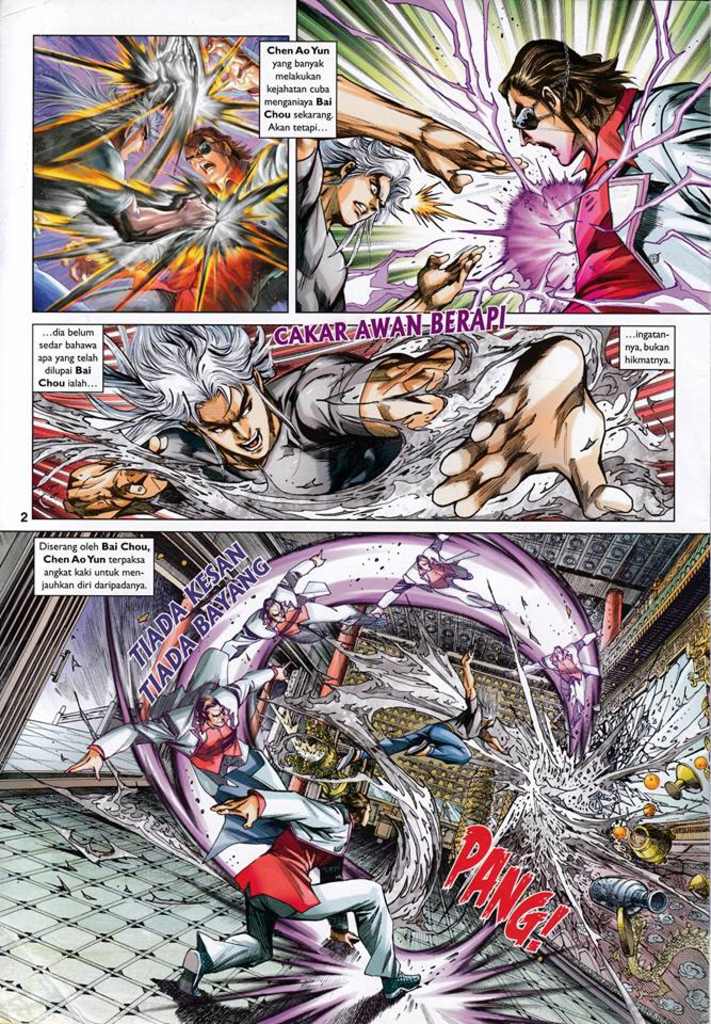 Chen Ao Yun
yang banyak
melakukan
kejahatan cuba
menganiaya Bai
Chou sekarang.
Akan tetapi...
...dia belum
sedar bahawa
apa yang telah
dilupai Bai
Chou ialah...
CAKAR AWAN BERAPI
...ingatan-
nya, bukan
hikmatnya.
2
Diserang oleh Bai Chou,
Chen Ao Yun terpaksa
angkat kaki untuk men-
jauhkan diri daripadanya.
TIADA KESAN
TIADA BAYANG
PANG!